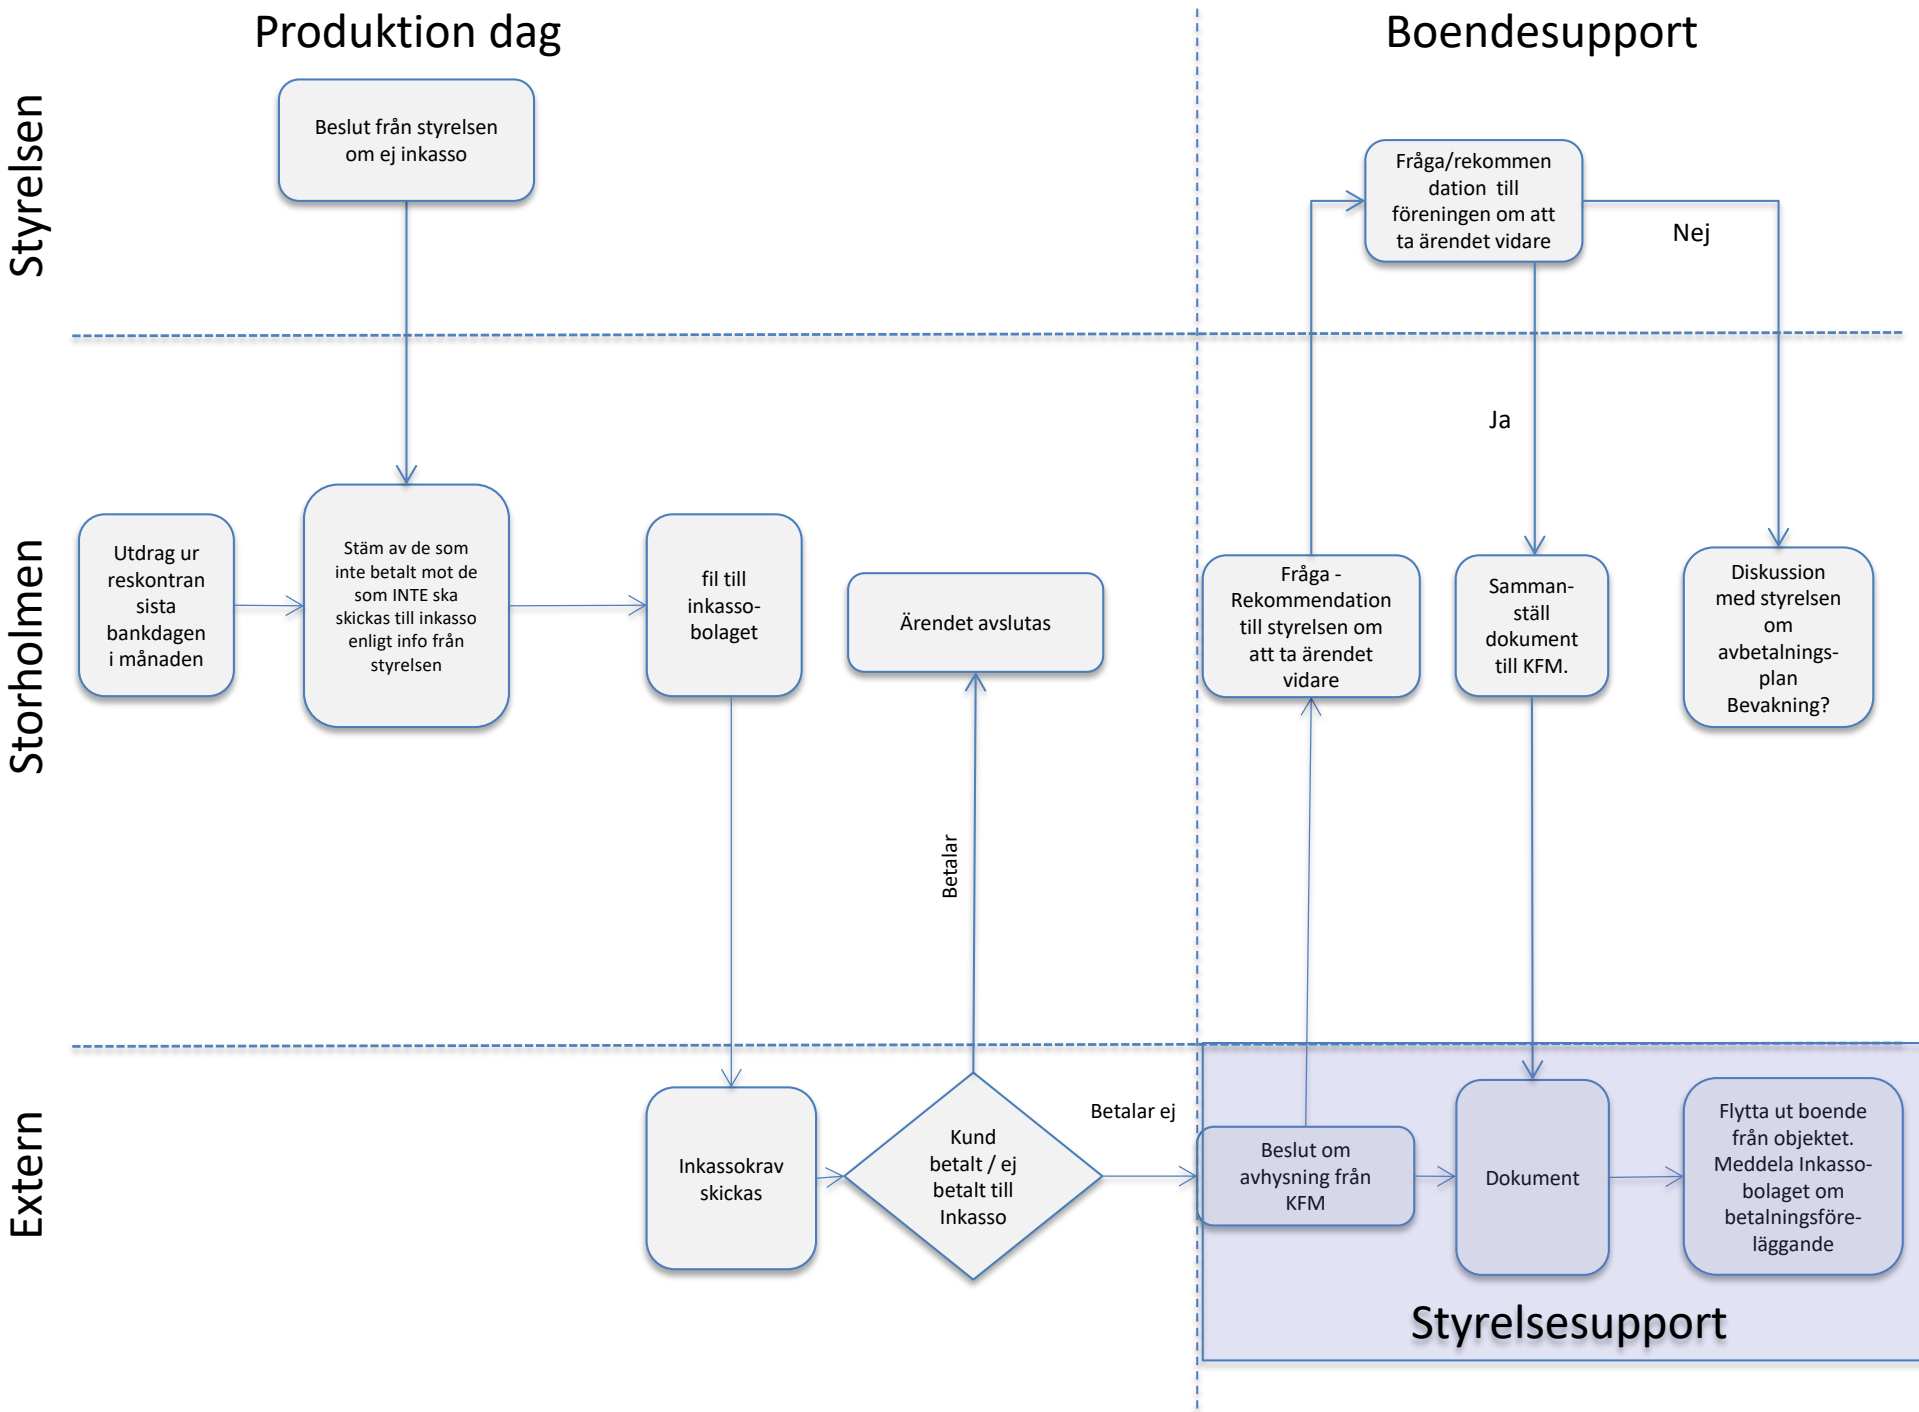 Produktion dag
Boendesupport
Styrelsen
Beslut från styrelsen
om ej inkasso
Fråga/rekommen
dation till
föreningen om att
ta ärendet vidare
Nej
Ja
Storholmen
Utdrag ur
reskontran
sista
bankdagen
i månaden
Stäm av de som
inte betalt mot de
som INTE ska
skickas till inkasso
enligt info från
styrelsen
fil till
inkasso-
bolaget
Ärendet avslutas
Fråga -
Rekommendation
till styrelsen om
att ta ärendet
vidare
Samman-
ställ
dokument
till KFM.
Diskussion
med styrelsen
om
avbetalnings-
plan
Bevakning?
Betalar
Extern
Inkassokrav
skickas
Kund
betalt / ej
betalt till
Inkasso
Betalar ej
Beslut om
avhysning från
KFM
Dokument
Flytta ut boende
från objektet.
Meddela Inkasso-
bolaget om
betalningsföre-
läggande
Styrelsesupport